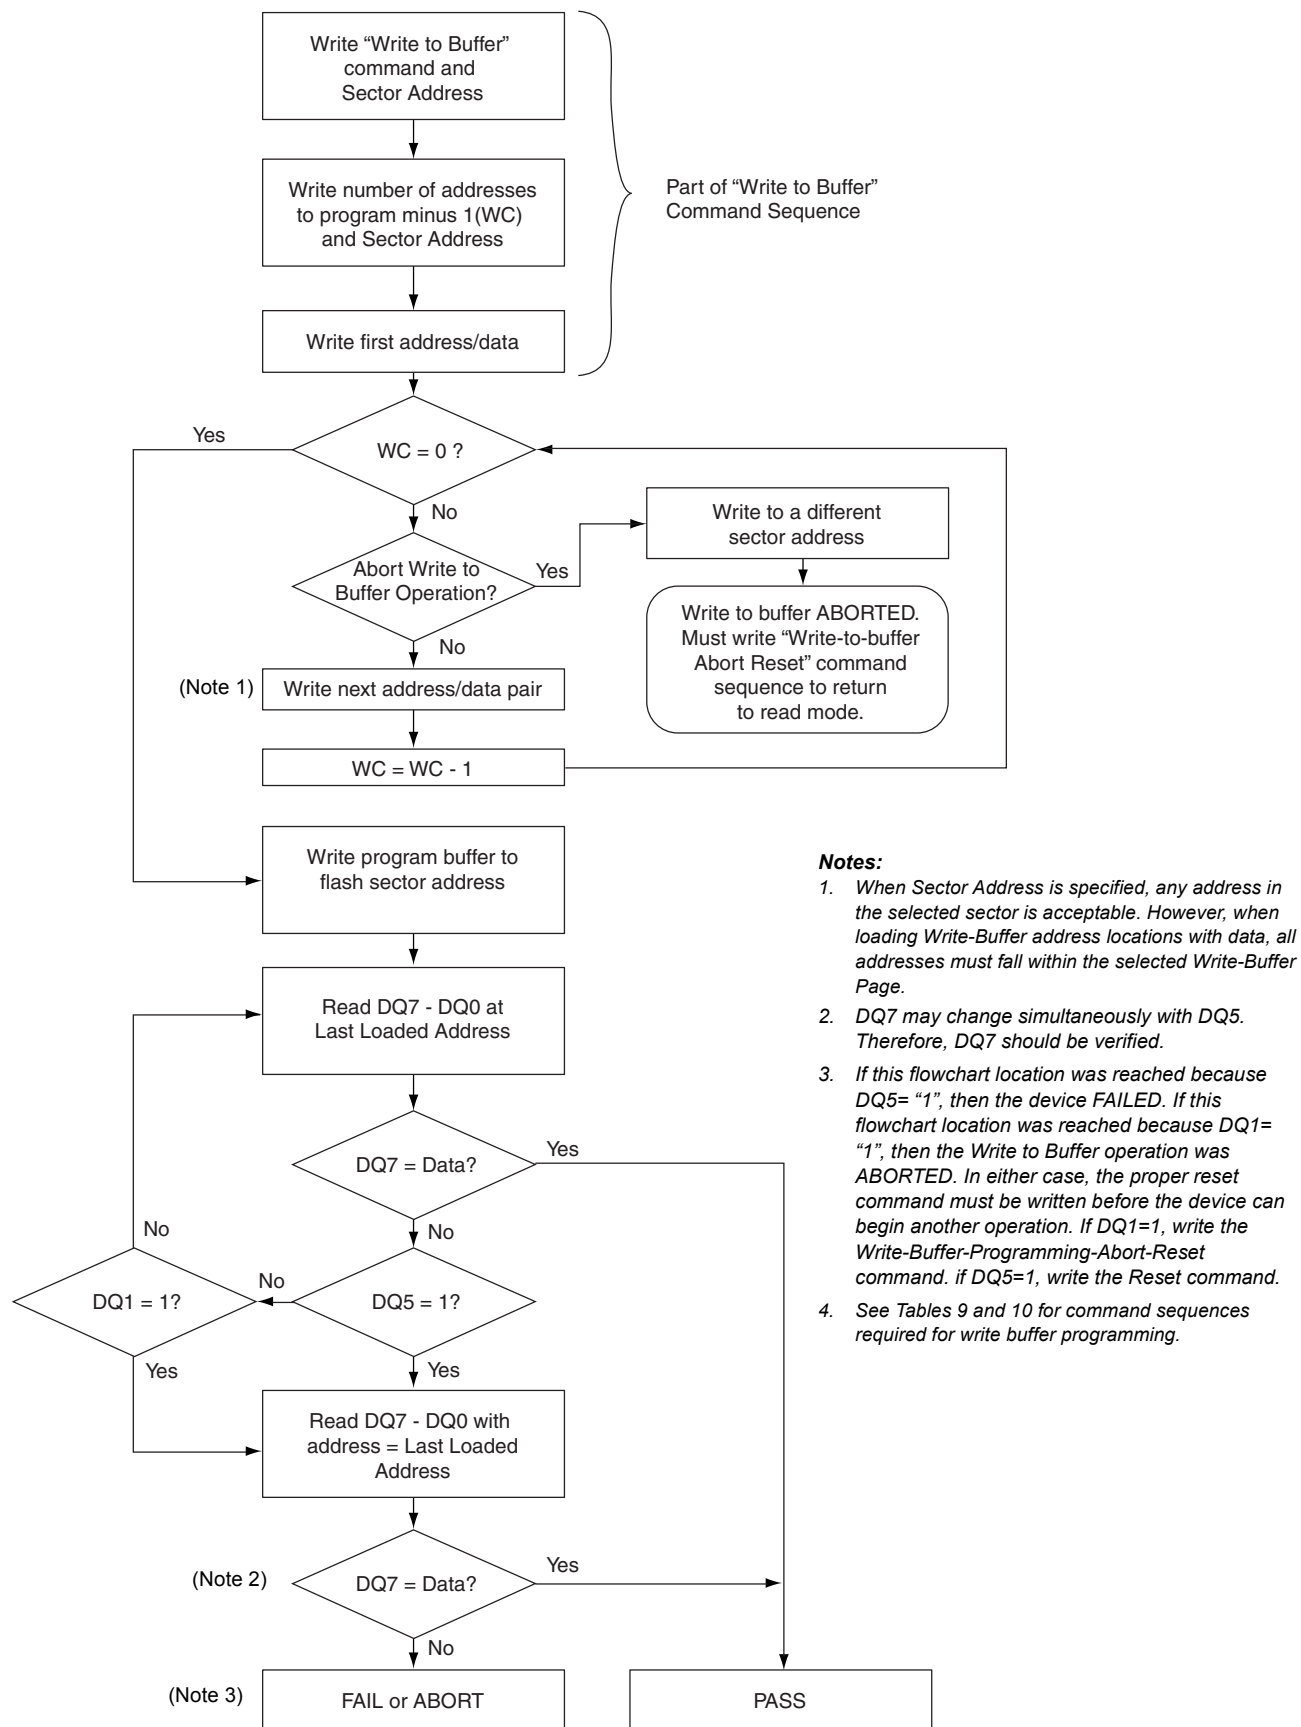 Write “Write to Buffer”
command and
Sector Address
Write number of addresses
to program minus 1(WC)
and Sector Address
Part of “Write to Buffer”
Command Sequence
Write first address/data
Yes
WC = 0 ?
No
Write to a different
sector address
Abort Write to
Buffer Operation?
Yes
No
Write to buffer ABORTED.
Must write “Write-to-buffer
Abort Reset” command
sequence to return
to read mode.
(Note 1)
Write next address/data pair
WC = WC - 1
Write program buffer to
flash sector address
Read DQ7 - DQ0 at
Last Loaded Address
DQ7 = Data?
Yes
No
No
DQ1 = 1?
No
DQ5 = 1?
Yes
Yes
Read DQ7 - DQ0 with
address = Last Loaded
Address
(Note 2)
DQ7 = Data?
Yes
No
(Note 3)
FAIL or ABORT
PASS
Notes:
1. When Sector Address is specified, any address in
the selected sector is acceptable. However, when
loading Write-Buffer address locations with data, all
addresses must fall within the selected Write-Buffer
Page.
2. DQ7 may change simultaneously with DQ5.
Therefore, DQ7 should be verified.
3. If this flowchart location was reached because
DQ5= “1”, then the device FAILED. If this
flowchart location was reached because DQ1=
“1”, then the Write to Buffer operation was
ABORTED. In either case, the proper reset
command must be written before the device can
begin another operation. If DQ1=1, write the
Write-Buffer-Programming-Abort-Reset
command. if DQ5=1, write the Reset command.
4. See Tables 9 and 10 for command sequences
required for write buffer programming.